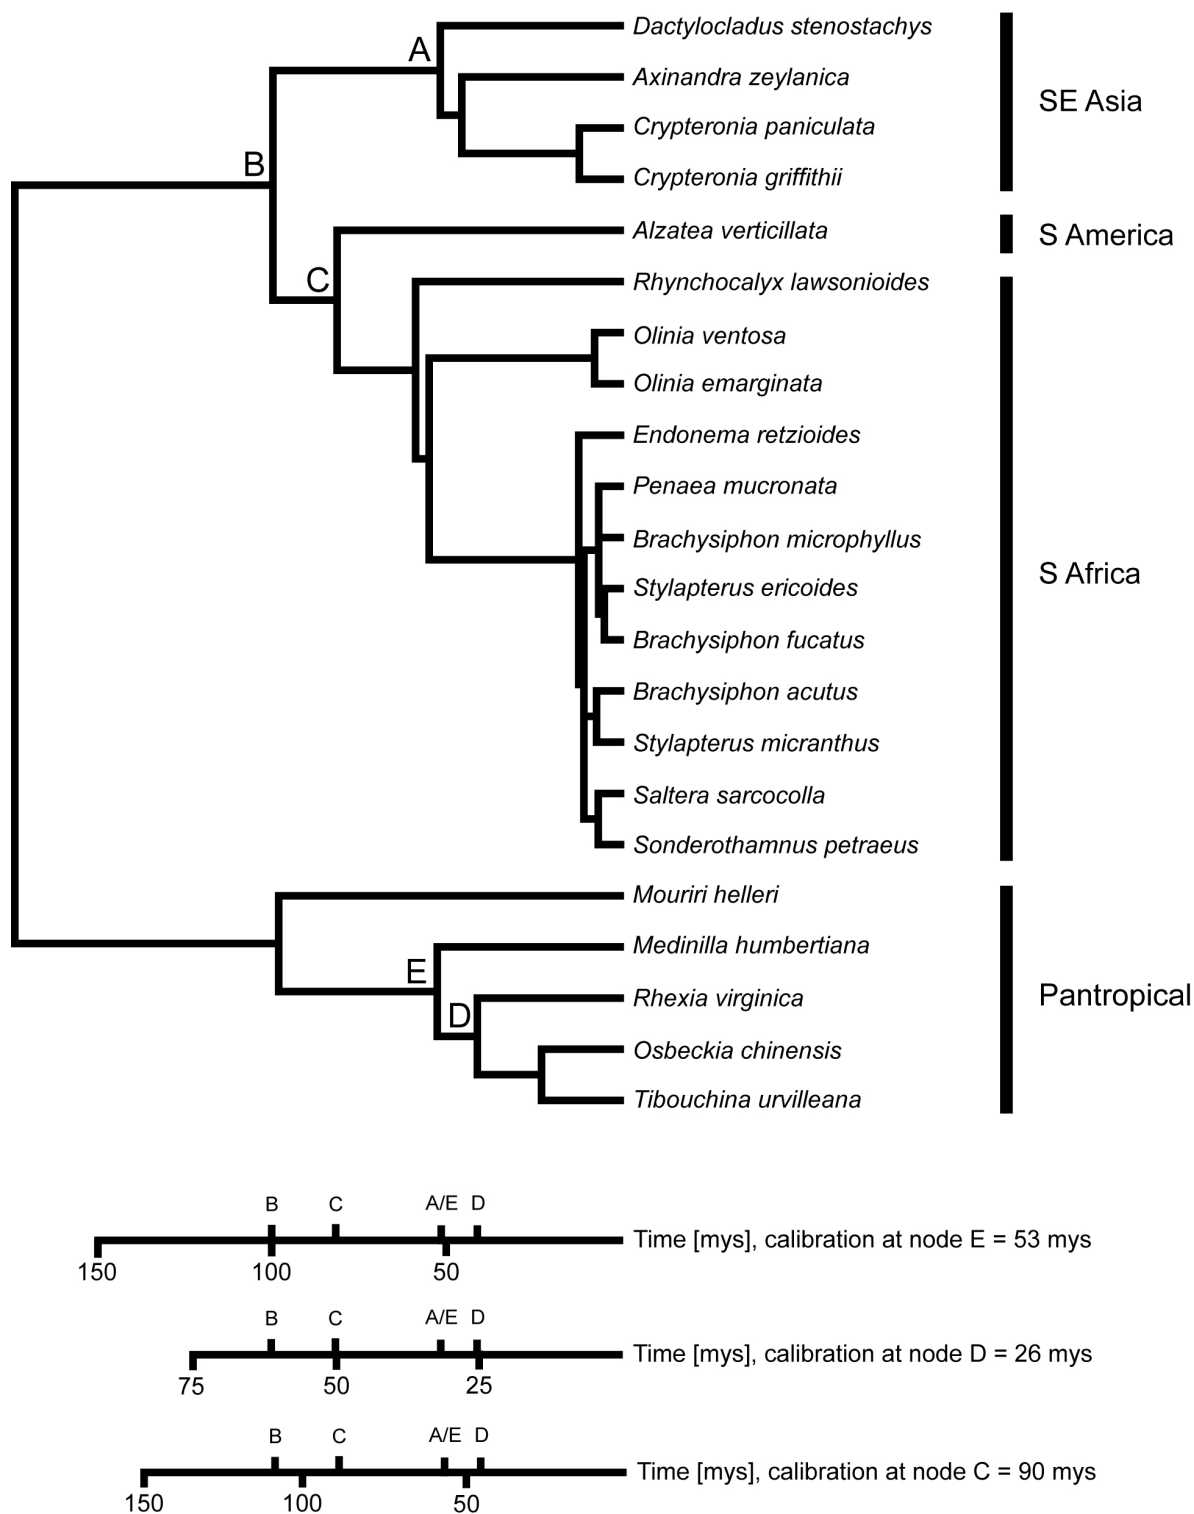 Dactylocladus stenostachys
A
Axinandra zeylanica
SE Asia
Crypteronia paniculata
B
Crypteronia griffithii
Alzatea verticillata
S America
C
Rhynchocalyx lawsonioides
Olinia ventosa
Olinia emarginata
Endonema retzioides
Penaea mucronata
Brachysiphon microphyllus
S Africa
Stylapterus ericoides
Brachysiphon fucatus
Brachysiphon acutus
Stylapterus micranthus
Saltera sarcocolla
Sonderothamnus petraeus
Mouriri helleri
Medinilla humbertiana
E
Rhexia virginica
Pantropical
D
Osbeckia chinensis
Tibouchina urvilleana
B C A/E D
Time [mys], calibration at node E = 53 mys
150 100 50
B C A/E D
Time [mys], calibration at node D = 26 mys
75 50 25
B C A/E D
Time [mys], calibration at node C = 90 mys
150 100 50